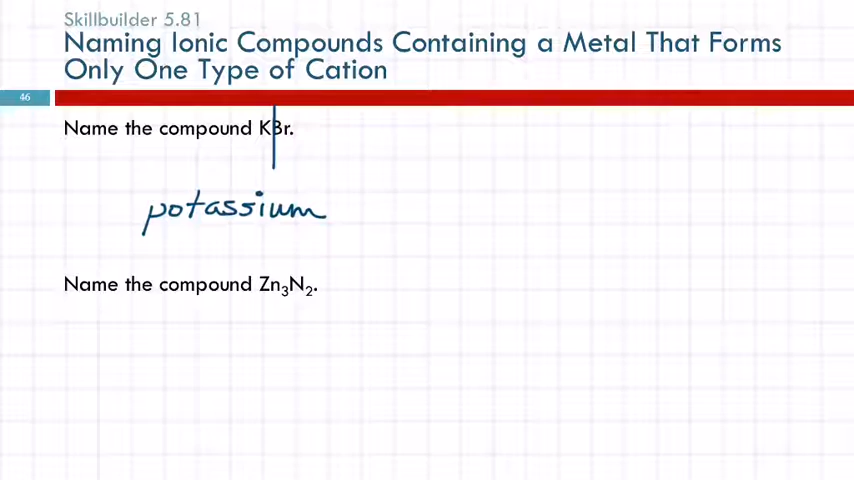 Skillbuilder 5.81
Naming Ionic Compounds Containing a Metal That Forms
Only One Type of Cation
46
Name the compound KBr.
potassium
Name the compound Zn₃N₂.